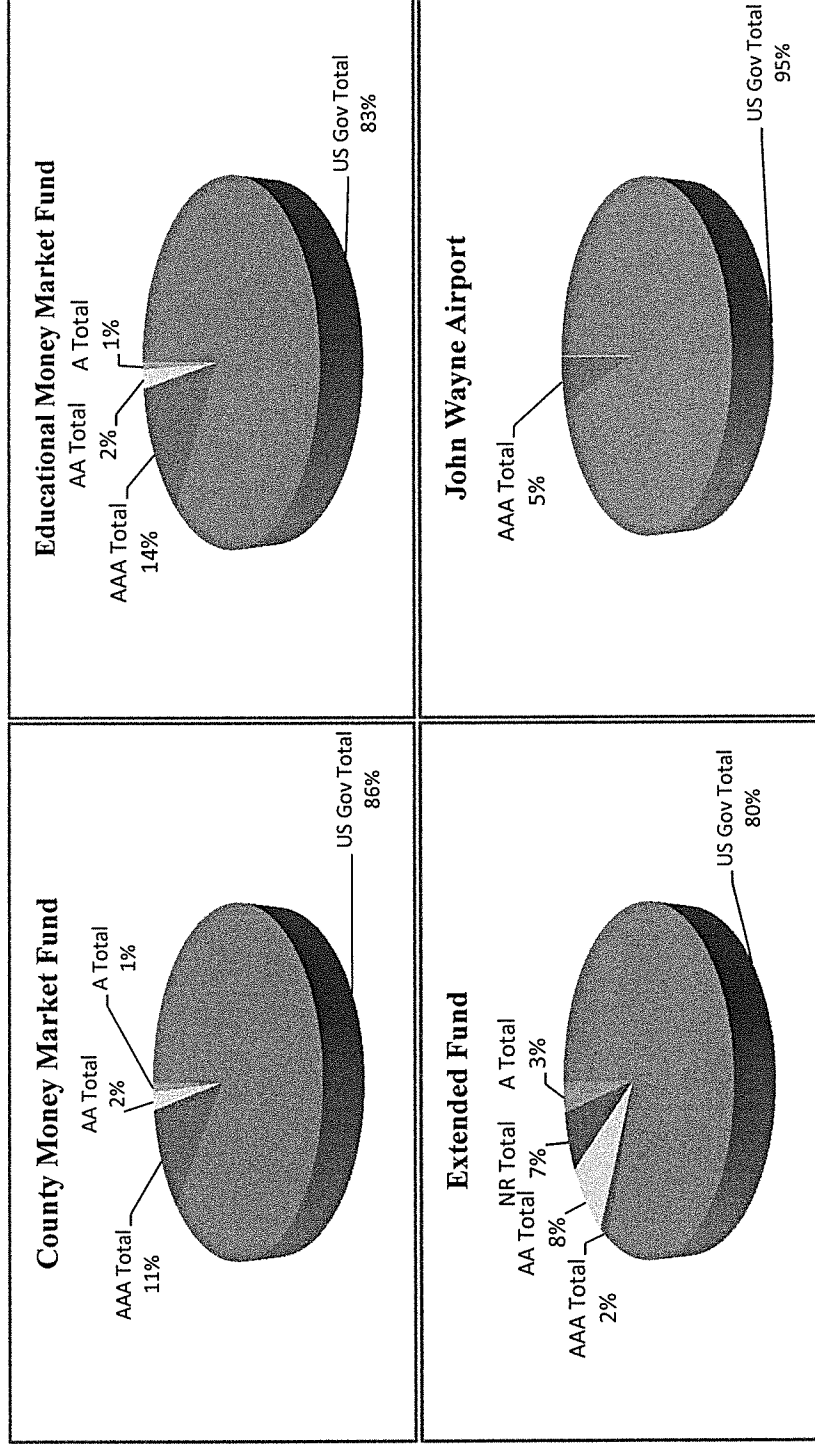 County Money Market Fund
A Total
1%
AA Total
2%
AAA Total
11%
US Gov Total
86%
Educational Money Market Fund
A Total
1%
AA Total
2%
AAA Total
14%
US Gov Total
83%
Extended Fund
A Total
3%
NR Total
7%
AA Total
8%
AAA Total
2%
US Gov Total
80%
John Wayne Airport
AAA Total
5%
US Gov Total
95%